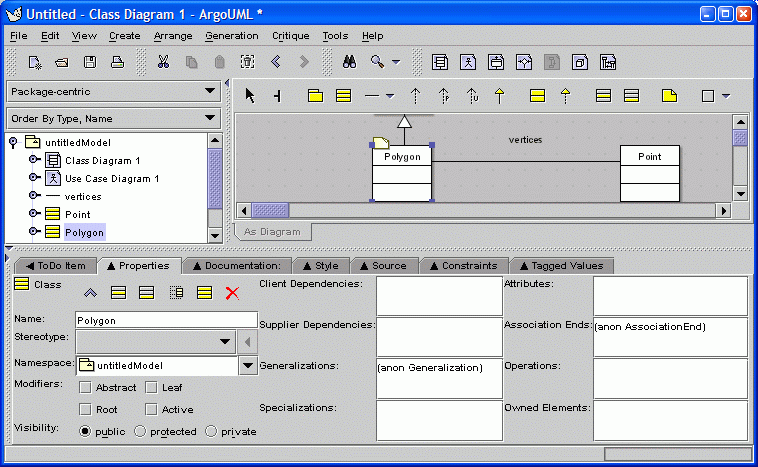 Untitled - Class Diagram 1 - ArgoUML *
File Edit View Create Arrange Generation Critique Tools Help
Package-centric
Order By Type, Name
untitledModel
Class Diagram 1
Use Case Diagram 1
vertices
Point
Polygon
P
U
vertices
Polygon
Point
As Diagram
ToDo Item Properties Documentation: Style Source Constraints Tagged Values
Class
Name: Polygon
Stereotype:
Namespace: untitledModel
Modifiers: Abstract Leaf
Root Active
Visibility: public protected private
Client Dependencies:
Supplier Dependencies:
Generalizations: (anon Generalization)
Specializations:
Attributes:
Association Ends: (anon AssociationEnd)
Operations:
Owned Elements: